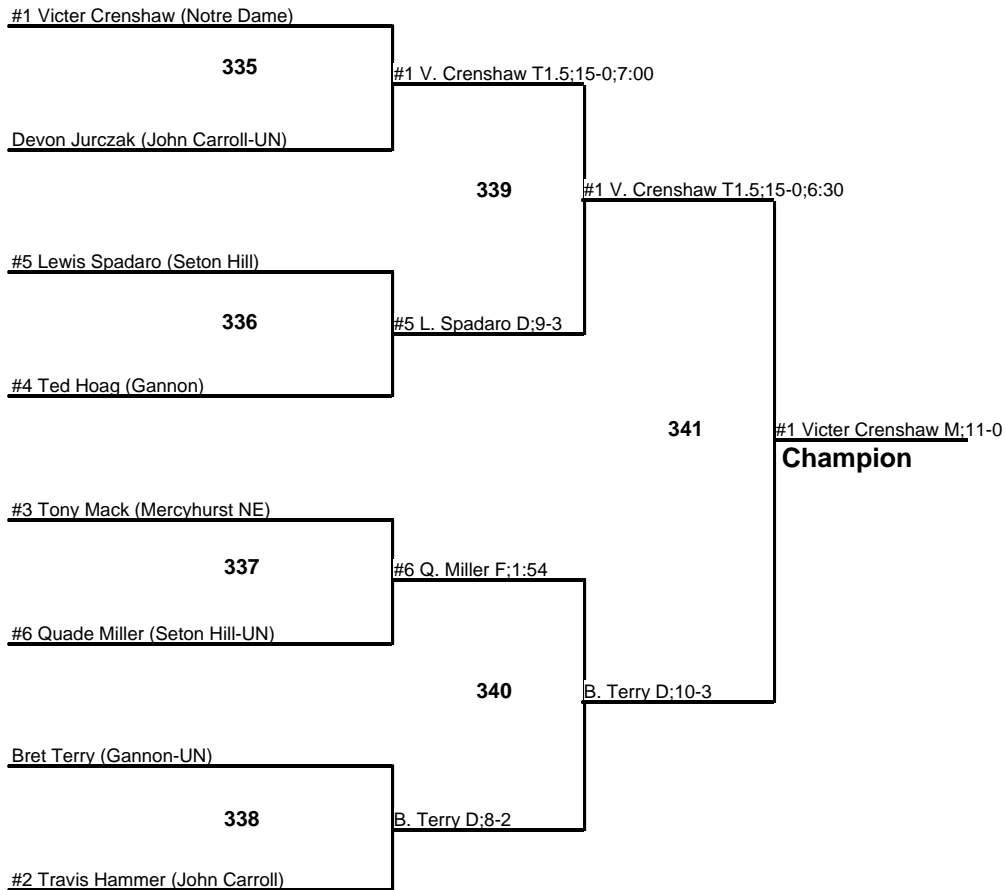 #1 Victer Crenshaw (Notre Dame)
335
#1 V. Crenshaw T1.5;15-0;7:00
Devon Jurczak (John Carroll-UN)
339
#1 V. Crenshaw T1.5;15-0;6:30
#5 Lewis Spadaro (Seton Hill)
336
#5 L. Spadaro D;9-3
#4 Ted Hoag (Gannon)
341
#1 Victer Crenshaw M;11-0
Champion
#3 Tony Mack (Mercyhurst NE)
337
#6 Q. Miller F;1:54
#6 Quade Miller (Seton Hill-UN)
340
B. Terry D;10-3
Bret Terry (Gannon-UN)
338
B. Terry D;8-2
#2 Travis Hammer (John Carroll)